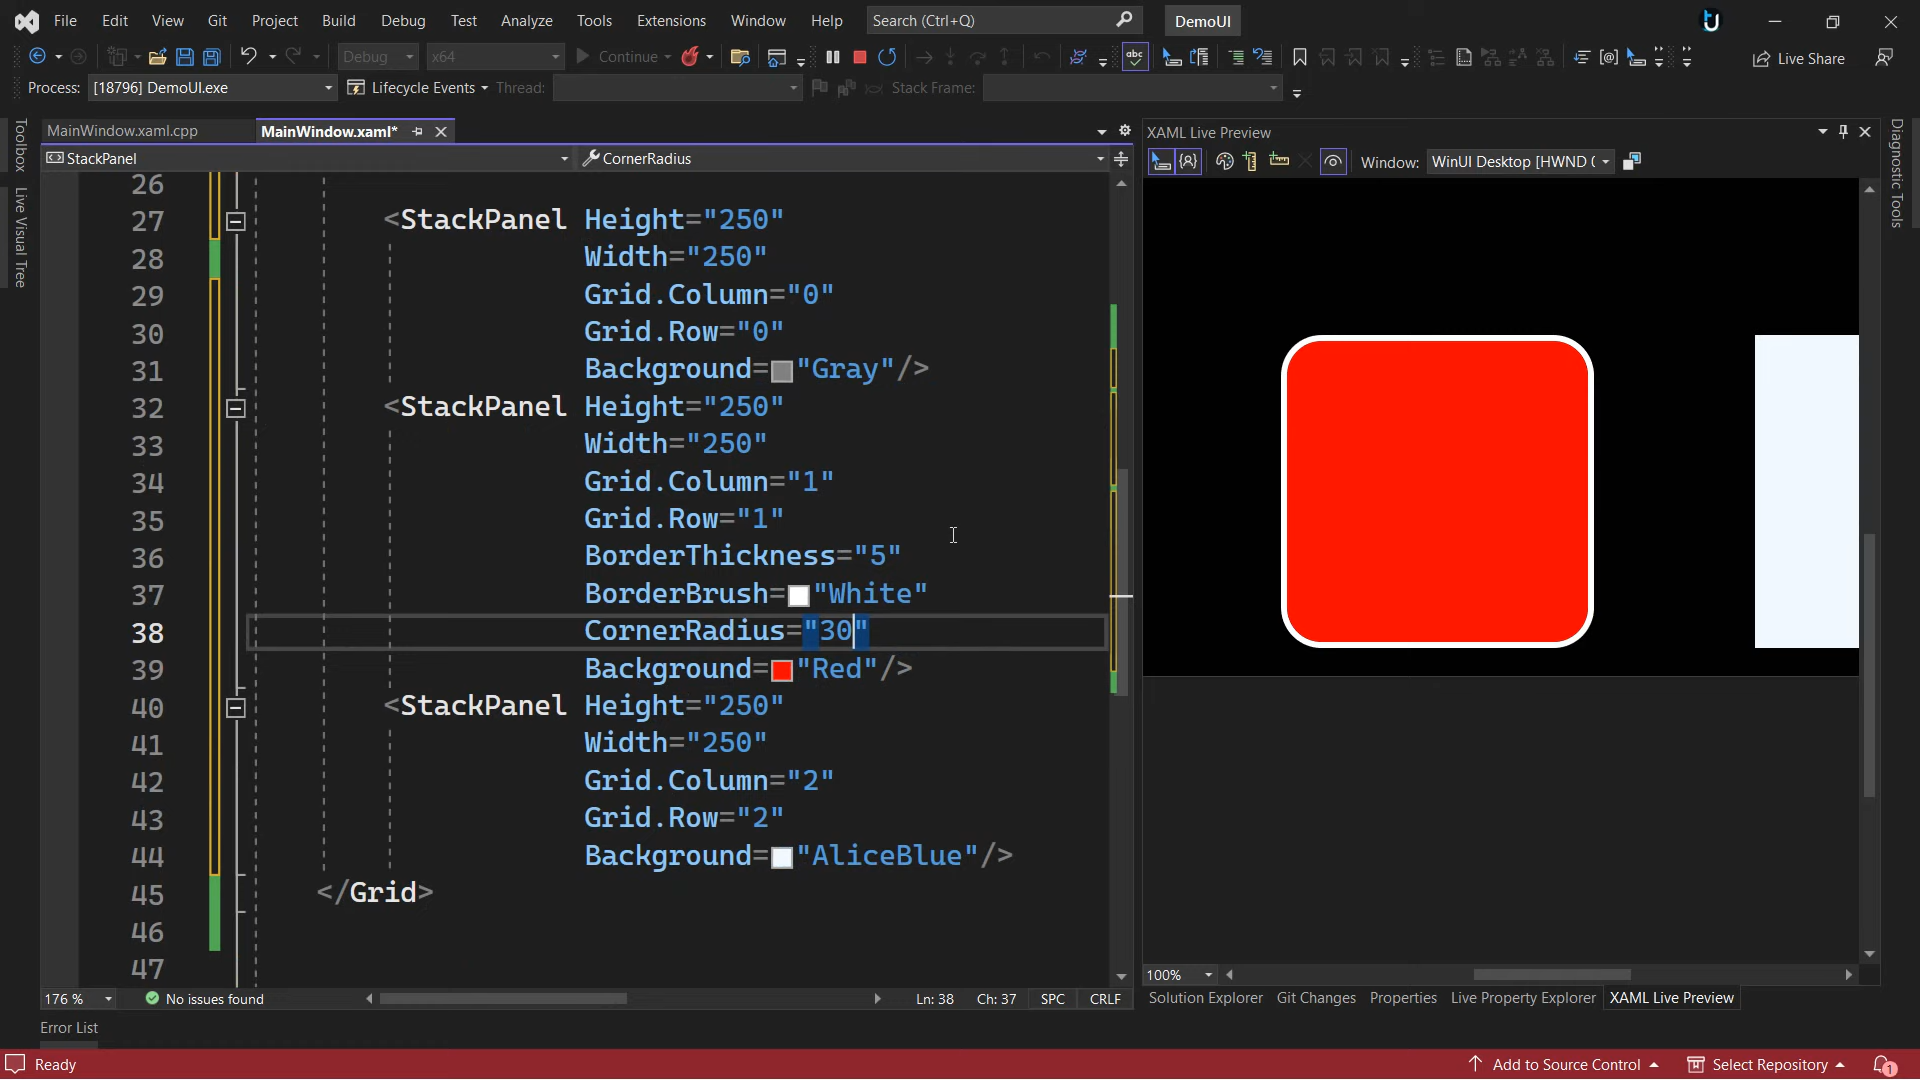 File Edit View Git Project Build Debug Test Analyze Tools Extensions Window Help Search (Ctrl+Q) DemoUI
Debug x64 Continue Live Share
Process: [18796] DemoUI.exe Lifecycle Events Thread: Stack Frame:
Toolbox
Live Visual Tree
MainWindow.xaml.cpp MainWindow.xaml*
StackPanel CornerRadius
26
27 <StackPanel Height="250"
28 Width="250"
29 Grid.Column="0"
30 Grid.Row="0"
31 Background="Gray"/>
32 <StackPanel Height="250"
33 Width="250"
34 Grid.Column="1"
35 Grid.Row="1"
36 BorderThickness="5"
37 BorderBrush="White"
38 CornerRadius="30"
39 Background="Red"/>
40 <StackPanel Height="250"
41 Width="250"
42 Grid.Column="2"
43 Grid.Row="2"
44 Background="AliceBlue"/>
45 </Grid>
46
47
176 % No issues found Ln: 38 Ch: 37 SPC CRLF
XAML Live Preview
Window: WinUI Desktop [HWND (
100%
Solution Explorer Git Changes Properties Live Property Explorer XAML Live Preview
Diagnostic Tools
Error List
Ready Add to Source Control Select Repository 1